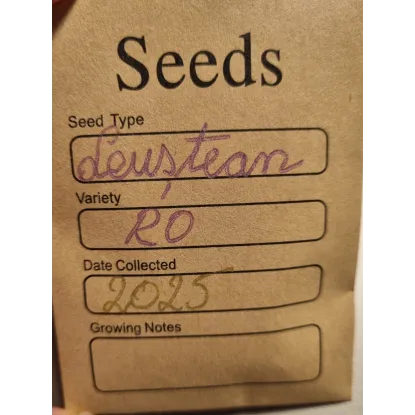 Seeds
Seed Type
Leuștean
Variety
RO
Date Collected
2025
Growing Notes